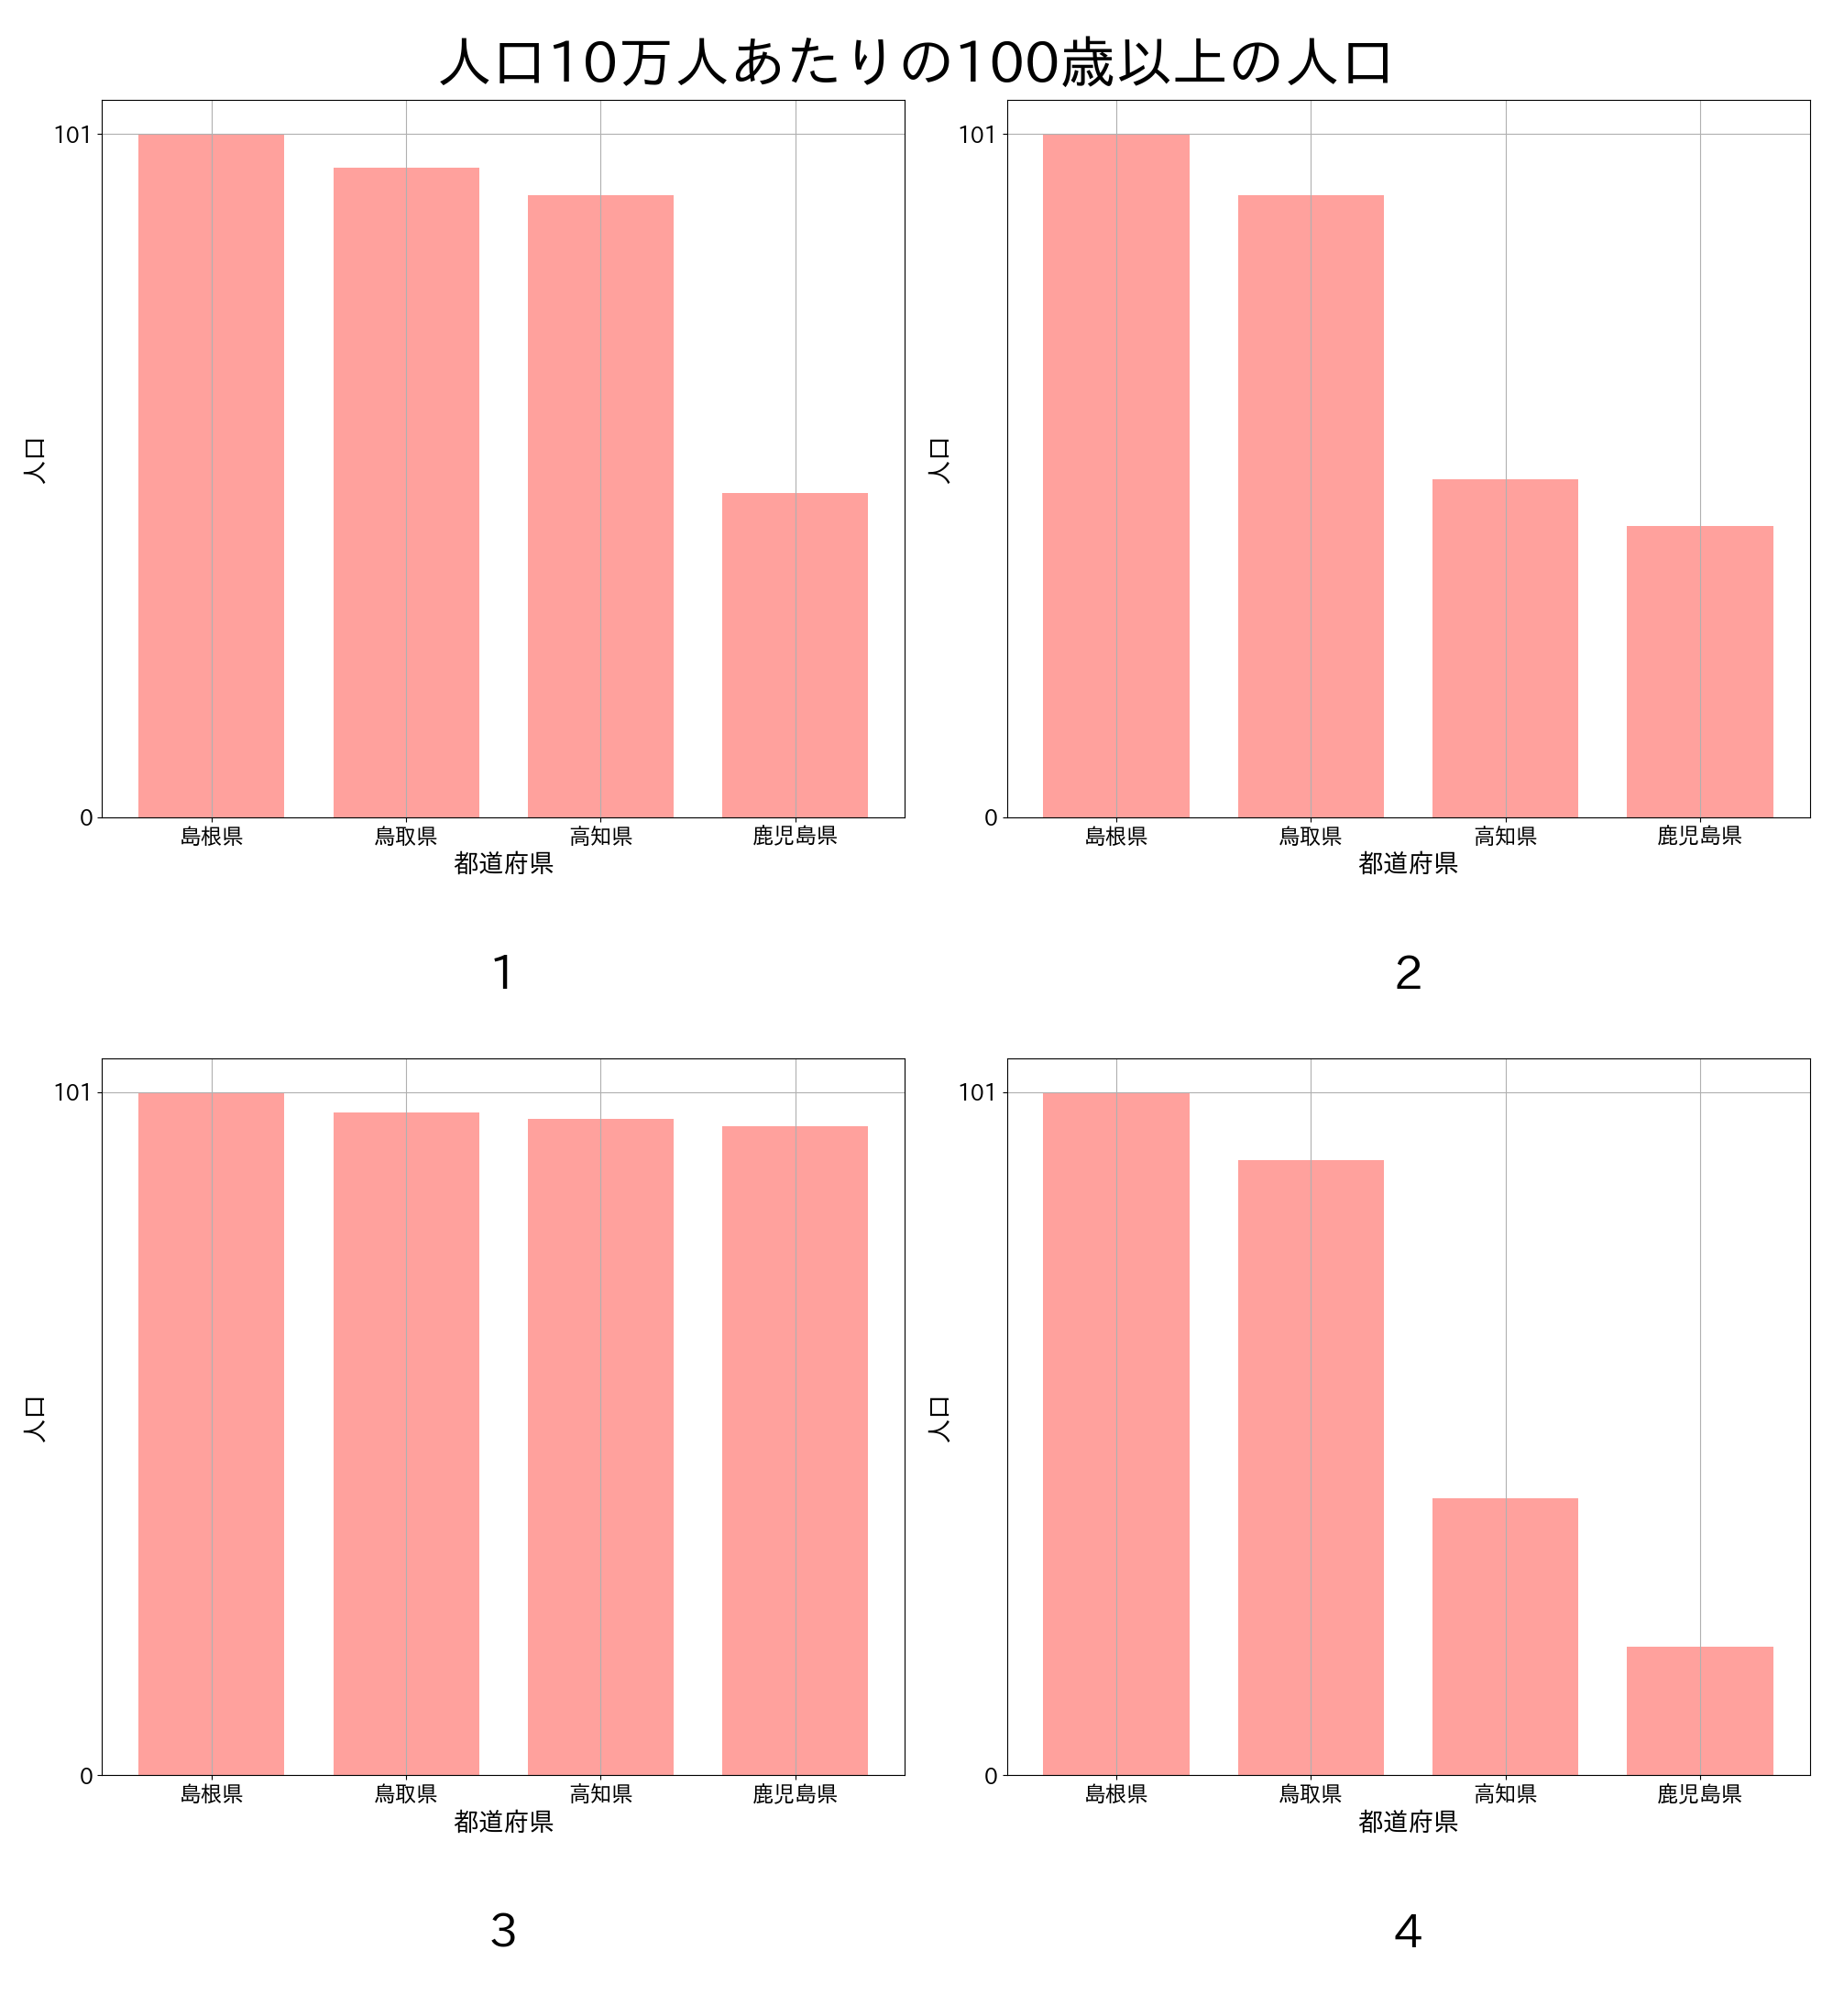 人口10万人あたりの100歳以上の人口
101
人口
0
島根県 鳥取県 高知県 鹿児島県
都道府県
1
101
人口
0
島根県 鳥取県 高知県 鹿児島県
都道府県
2
101
人口
0
島根県 鳥取県 高知県 鹿児島県
都道府県
3
101
人口
0
島根県 鳥取県 高知県 鹿児島県
都道府県
4